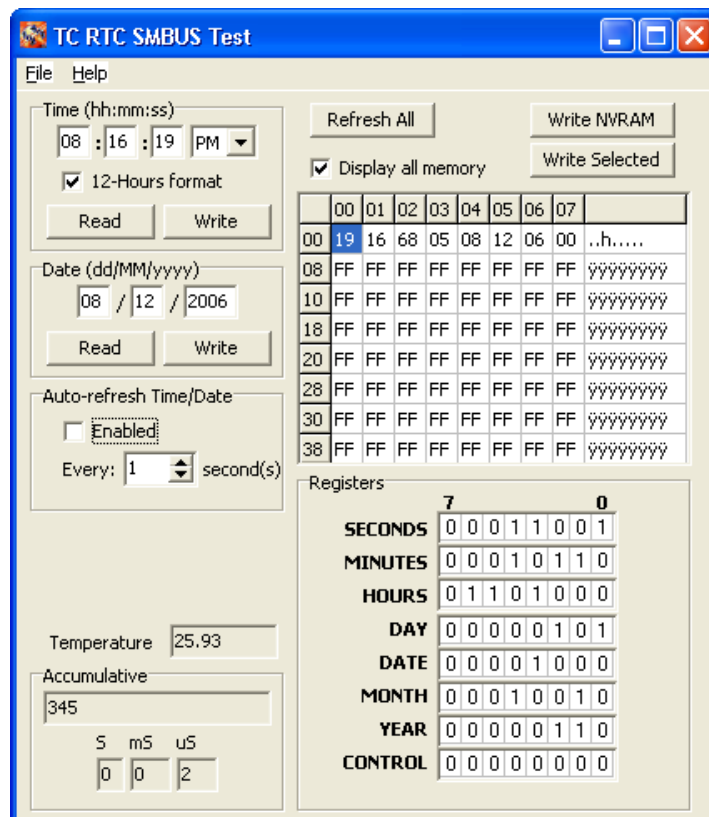 TC RTC SMBUS Test
File Help
Time (hh:mm:ss)
08 : 16 : 19 PM
12-Hours format
Read Write
Date (dd/MM/yyyy)
08 / 12 / 2006
Read Write
Auto-refresh Time/Date
Enabled
Every: 1 second(s)
Temperature 25.93
Accumulative
345
S mS uS
0 0 2
Refresh All Write NVRAM
Display all memory Write Selected
00 01 02 03 04 05 06 07
00 19 16 68 05 08 12 06 00 ..h.....
08 FF FF FF FF FF FF FF FF ÿÿÿÿÿÿÿÿ
10 FF FF FF FF FF FF FF FF ÿÿÿÿÿÿÿÿ
18 FF FF FF FF FF FF FF FF ÿÿÿÿÿÿÿÿ
20 FF FF FF FF FF FF FF FF ÿÿÿÿÿÿÿÿ
28 FF FF FF FF FF FF FF FF ÿÿÿÿÿÿÿÿ
30 FF FF FF FF FF FF FF FF ÿÿÿÿÿÿÿÿ
38 FF FF FF FF FF FF FF FF ÿÿÿÿÿÿÿÿ
Registers
7 0
SECONDS 0 0 0 1 1 0 0 1
MINUTES 0 0 0 1 0 1 1 0
HOURS 0 1 1 0 1 0 0 0
DAY 0 0 0 0 0 1 0 1
DATE 0 0 0 0 1 0 0 0
MONTH 0 0 0 1 0 0 1 0
YEAR 0 0 0 0 0 1 1 0
CONTROL 0 0 0 0 0 0 0 0